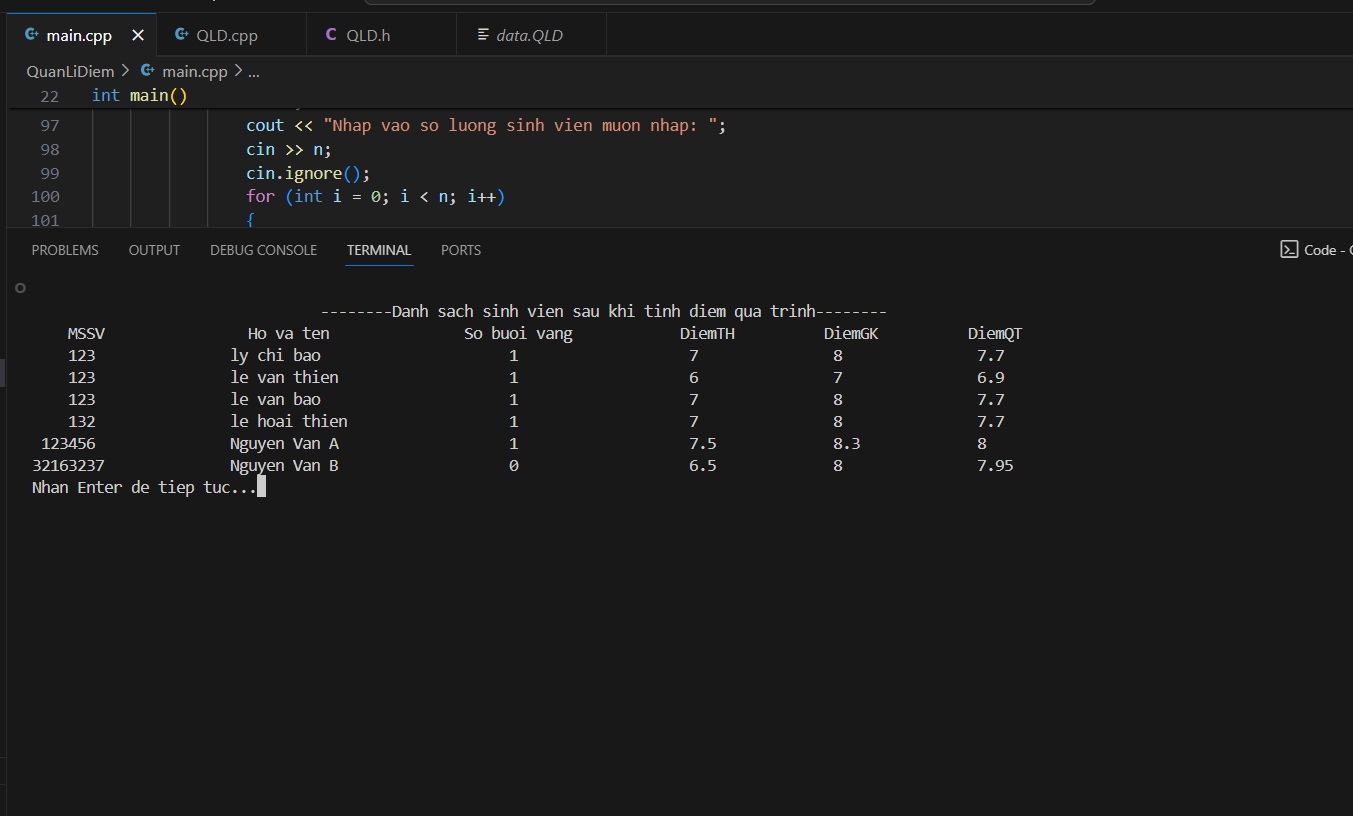 main.cpp QLD.cpp QLD.h data.QLD
QuanLiDiem > main.cpp > ...
22 int main()
97 cout << "Nhap vao so luong sinh vien muon nhap: ";
98 cin >> n;
99 cin.ignore();
100 for (int i = 0; i < n; i++)
101 {
PROBLEMS OUTPUT DEBUG CONSOLE TERMINAL PORTS Code -
--------Danh sach sinh vien sau khi tinh diem qua trinh--------
MSSV Ho va ten So buoi vang DiemTH DiemGK DiemQT
123 ly chi bao 1 7 8 7.7
123 le van thien 1 6 7 6.9
123 le van bao 1 7 8 7.7
132 le hoai thien 1 7 8 7.7
123456 Nguyen Van A 1 7.5 8.3 8
32163237 Nguyen Van B 0 6.5 8 7.95
Nhan Enter de tiep tuc...